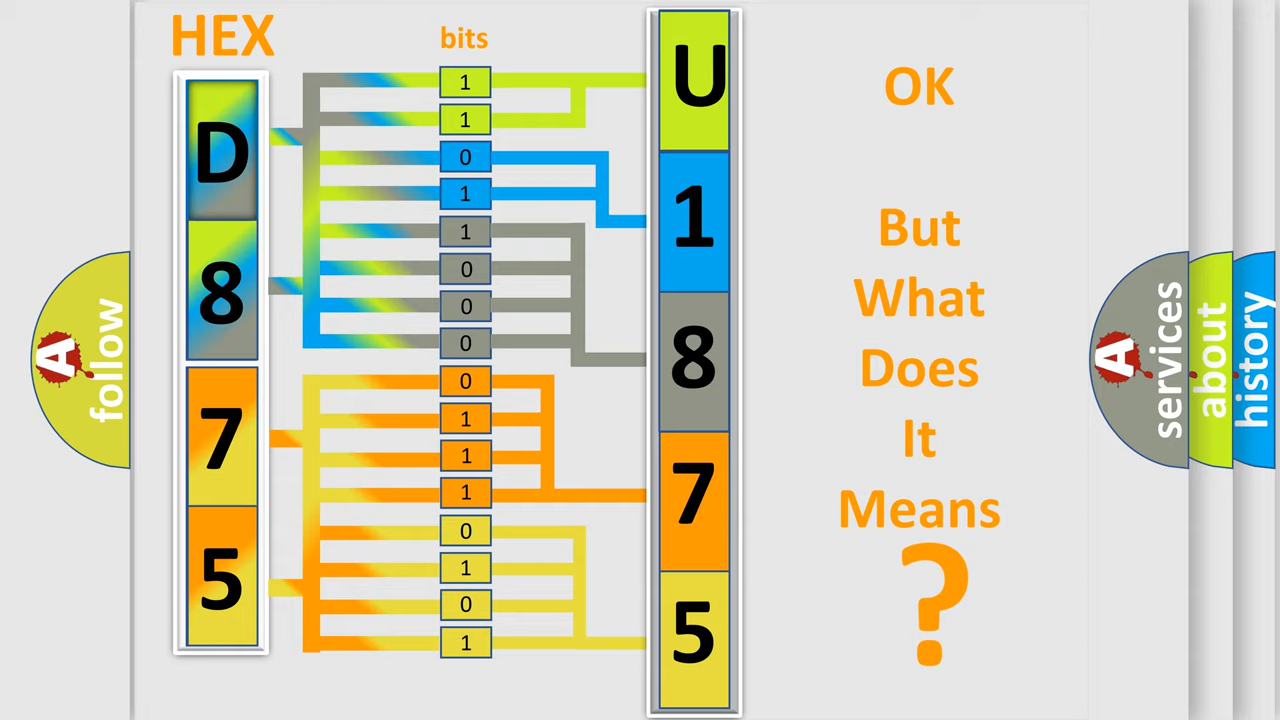 HEX
bits
D
8
7
5
1
1
0
1
1
0
0
0
0
1
1
1
0
1
0
1
U
1
8
7
5
OK
But
What
Does
It
Means
?
A
follow
A
services
about
history